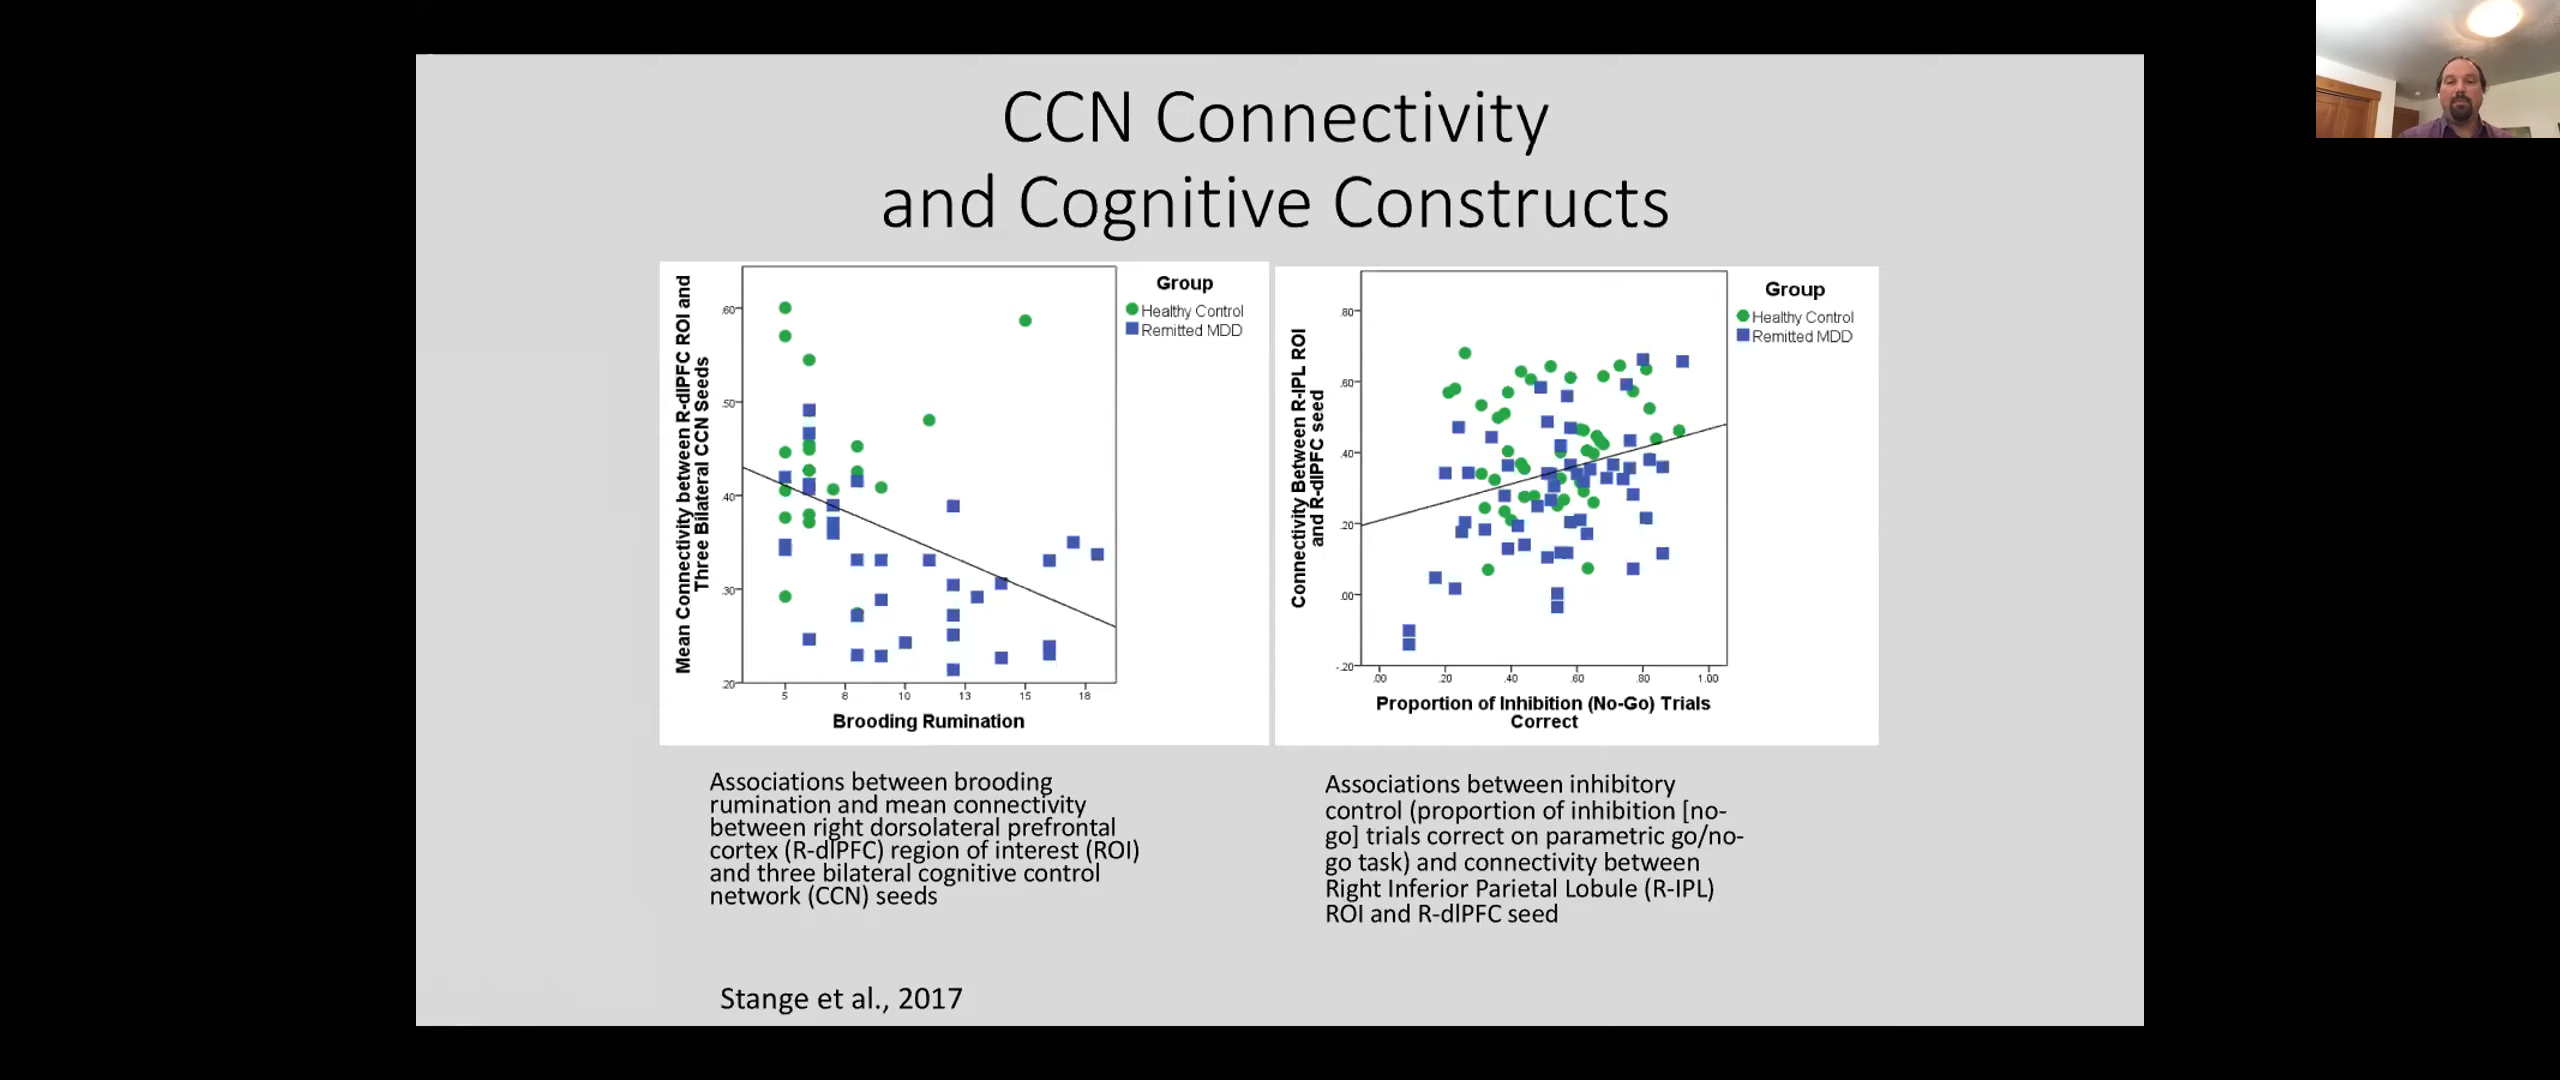 CCN Connectivity
and Cognitive Constructs
Mean Connectivity between R-dlPFC ROI and
Three Bilateral CCN Seeds
.60
.50
.40
.30
.20
5
8
10
13
15
18
Brooding Rumination
Group
Healthy Control
Remitted MDD
Connectivity Between R-IPL ROI
and R-dlPFC seed
.80
.60
.40
.20
.00
-.20
.00
.20
.40
.60
.80
1.00
Proportion of Inhibition (No-Go) Trials
Correct
Group
Healthy Control
Remitted MDD
Associations between brooding
rumination and mean connectivity
between right dorsolateral prefrontal
cortex (R-dlPFC) region of interest (ROI)
and three bilateral cognitive control
network (CCN) seeds
Associations between inhibitory
control (proportion of inhibition [no-
go] trials correct on parametric go/no-
go task) and connectivity between
Right Inferior Parietal Lobule (R-IPL)
ROI and R-dlPFC seed
Stange et al., 2017